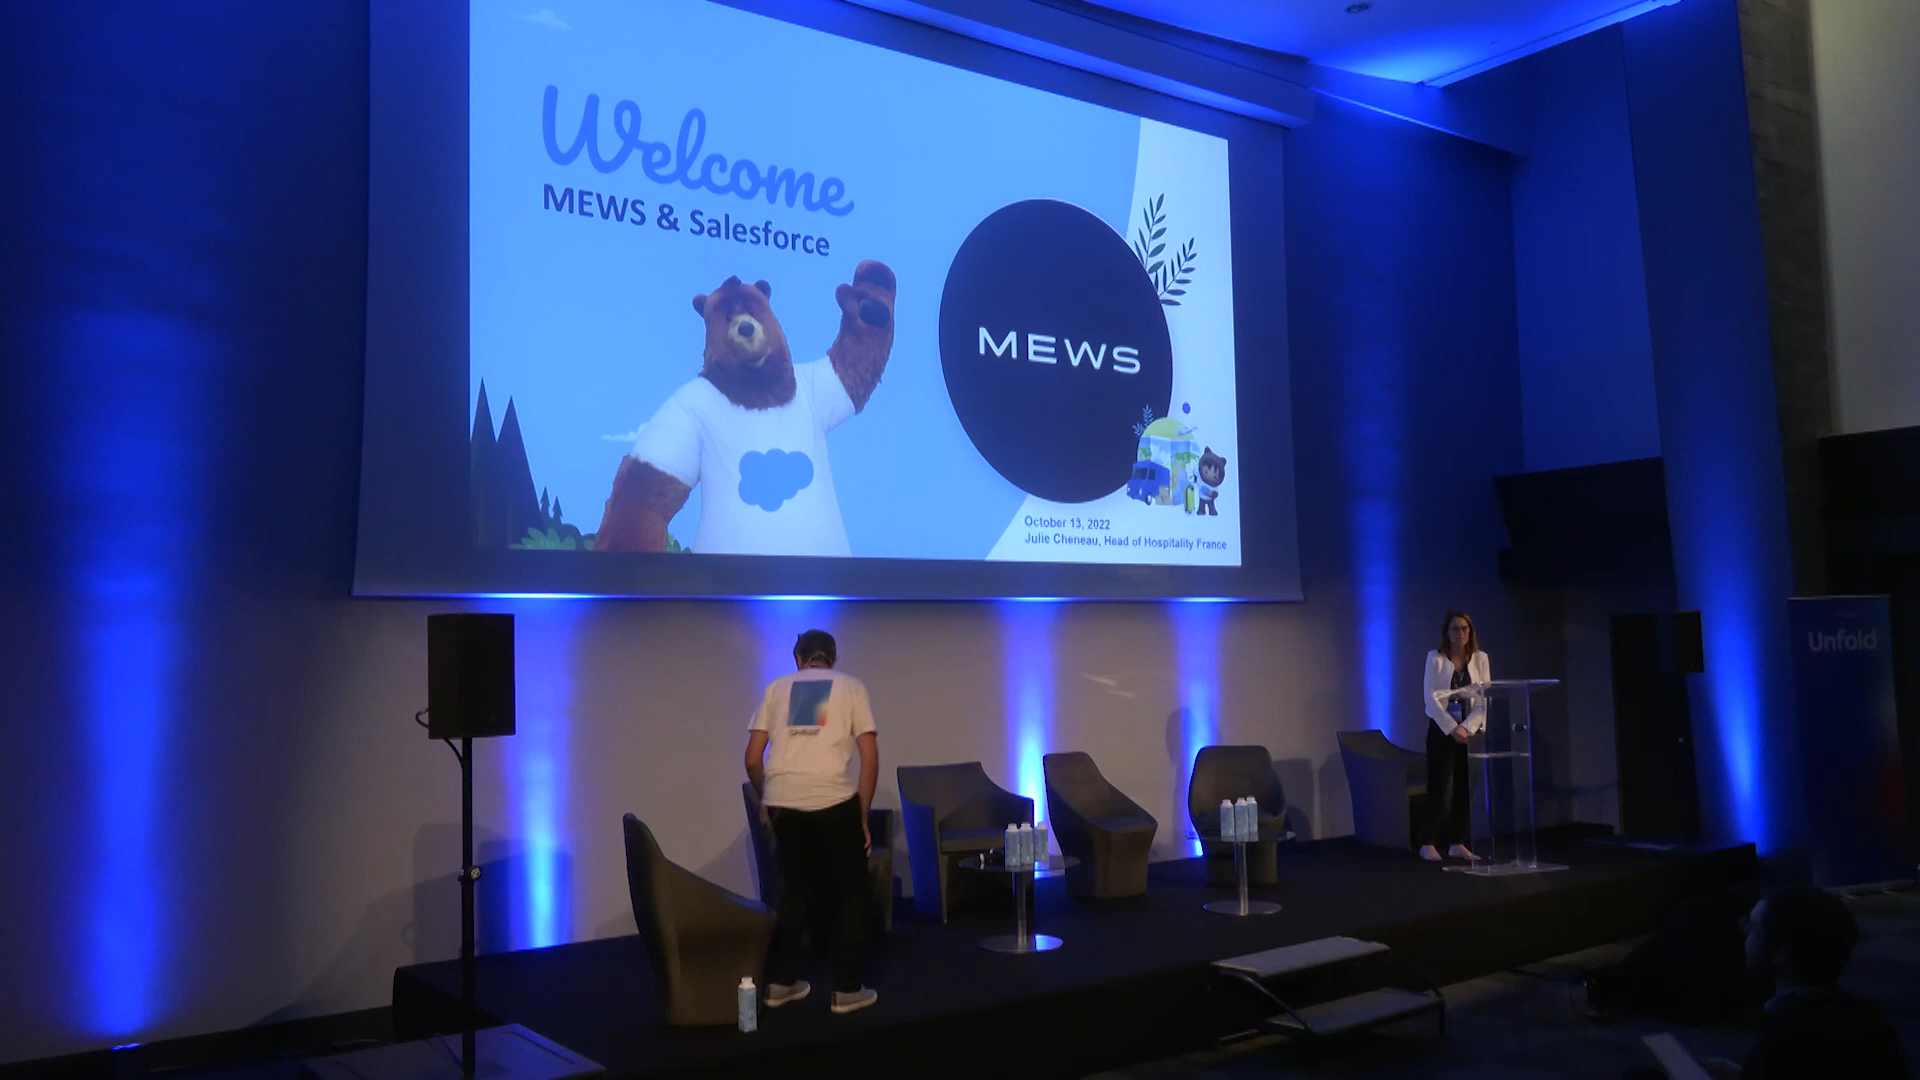 Welcome
MEWS & Salesforce
MEWS
October 13, 2022
Julie Cheneau, Head of Hospitality France
Unfold